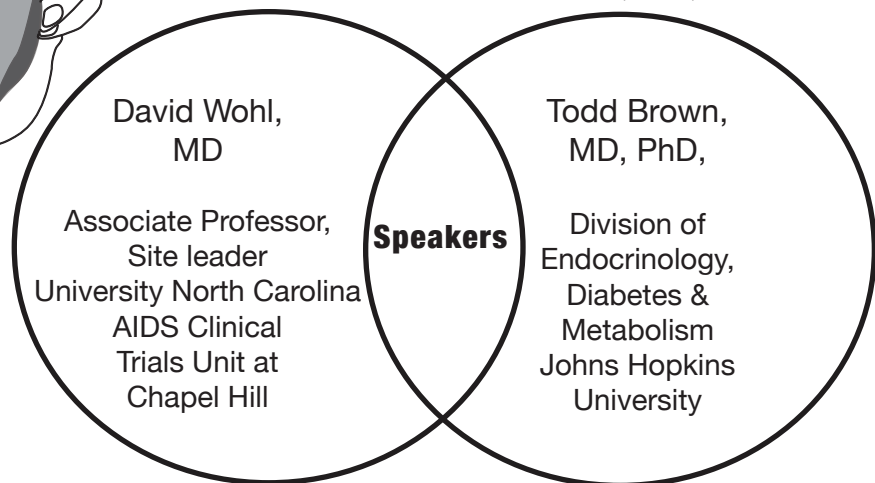 David Wohl,
MD
Associate Professor,
Site leader
University North Carolina
AIDS Clinical
Trials Unit at
Chapel Hill
Speakers
Todd Brown,
MD, PhD,
Division of
Endocrinology,
Diabetes &
Metabolism
Johns Hopkins
University